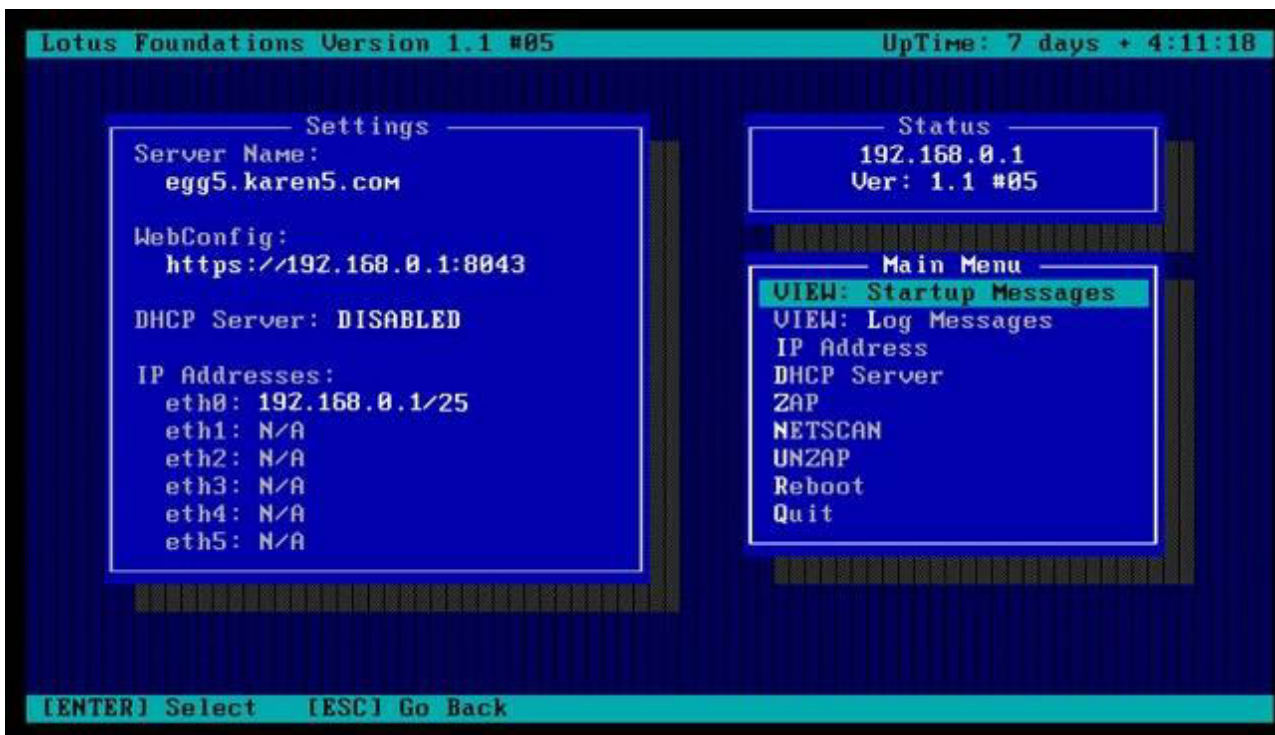 Lotus Foundations Version 1.1 #05 UpTime: 7 days + 4:11:18
Settings
Server Name:
egg5.karen5.com
WebConfig:
https://192.168.0.1:8043
DHCP Server: DISABLED
IP Addresses:
eth0: 192.168.0.1/25
eth1: N/A
eth2: N/A
eth3: N/A
eth4: N/A
eth5: N/A
Status
192.168.0.1
Ver: 1.1 #05
Main Menu
VIEW: Startup Messages
VIEW: Log Messages
IP Address
DHCP Server
ZAP
NETSCAN
UNZAP
Reboot
Quit
[ENTER] Select [ESC] Go Back